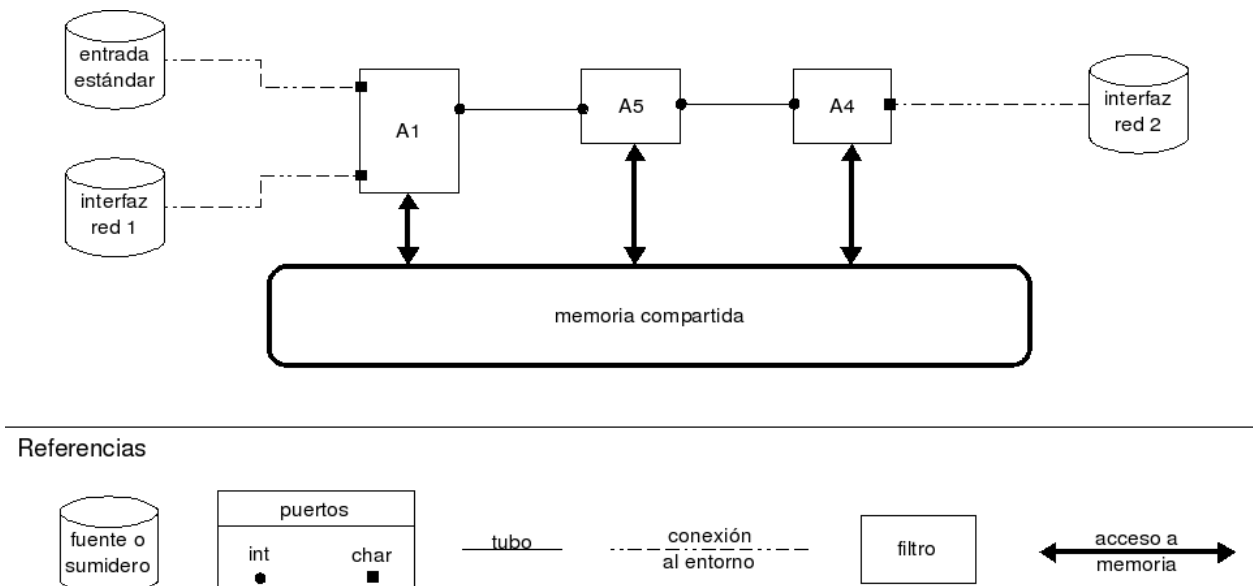 entrada
estándar
A1
A5
A4
interfaz
red 2
interfaz
red 1
memoria compartida
Referencias
fuente o
sumidero
puertos
int
char
tubo
conexión
al entorno
filtro
acceso a
memoria